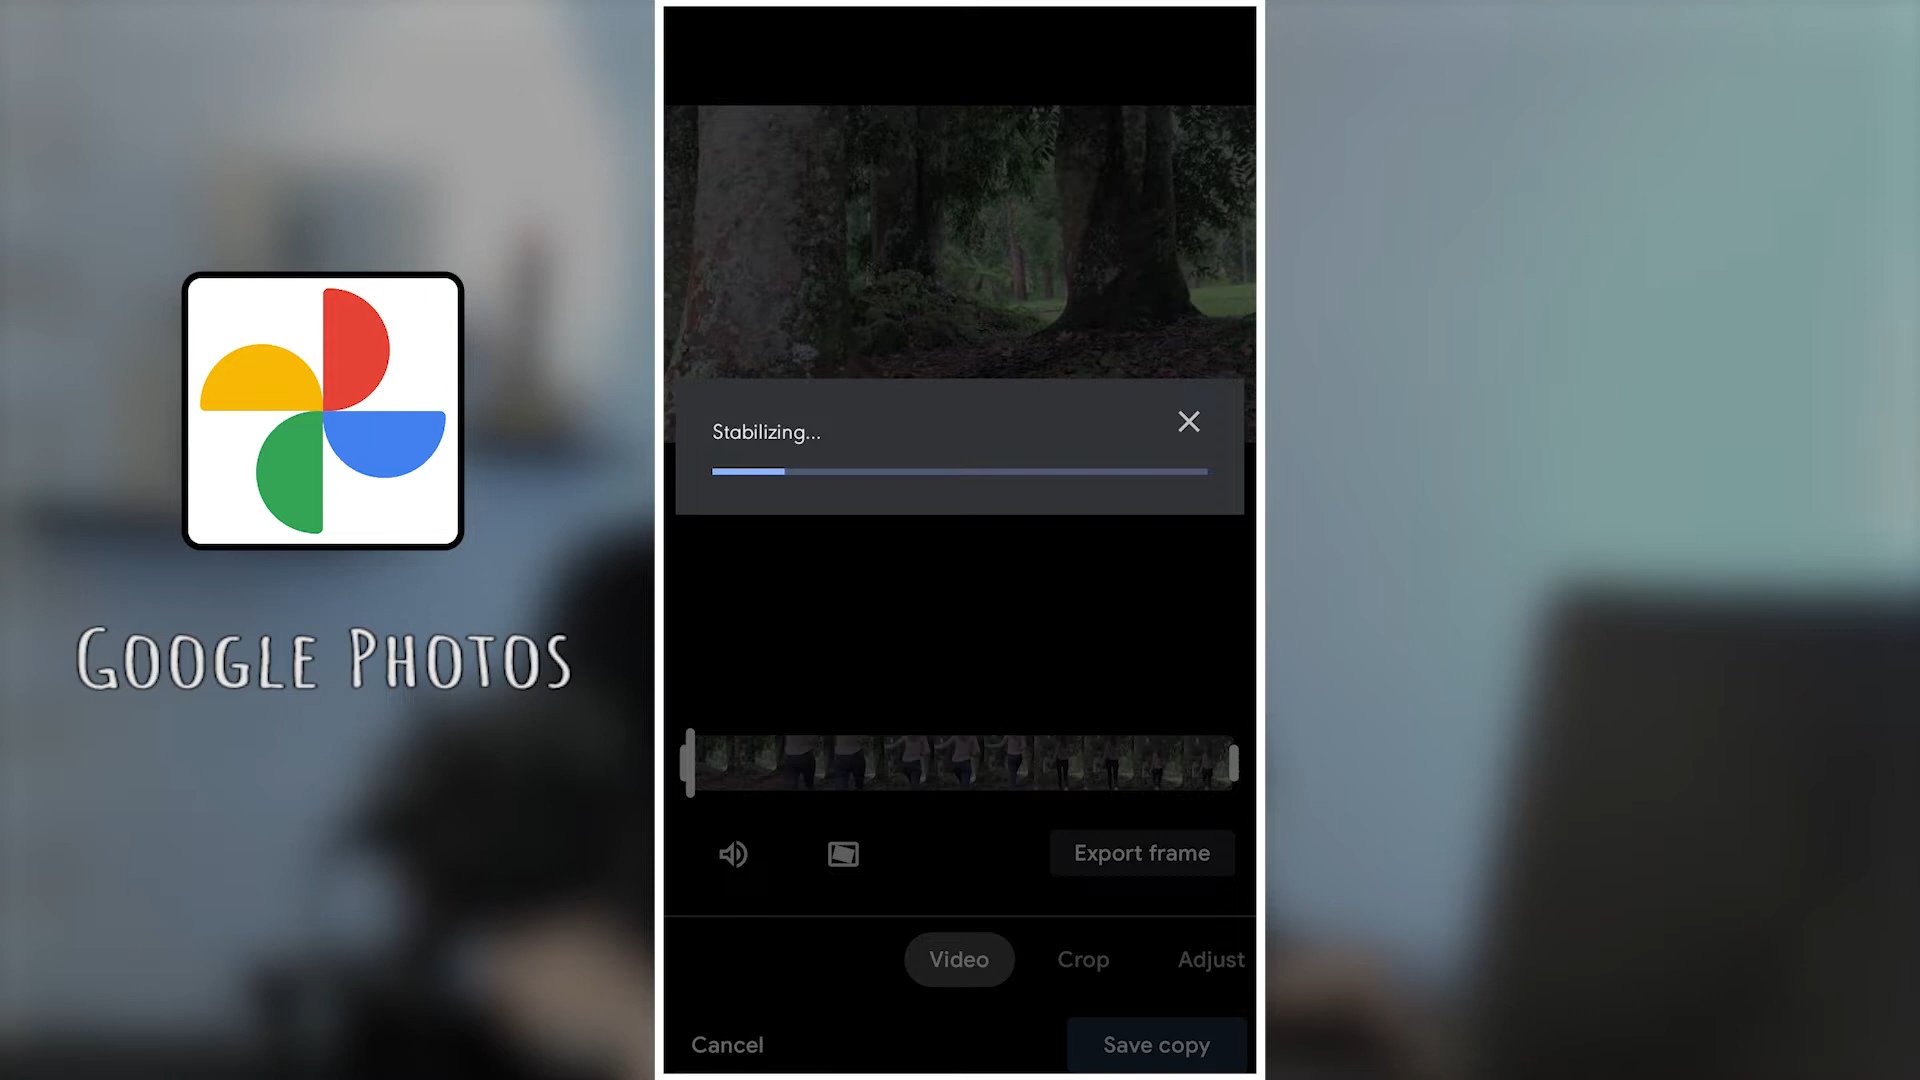 Google Photos
Stabilizing...
Export frame
Video
Crop
Adjust
Cancel
Save copy